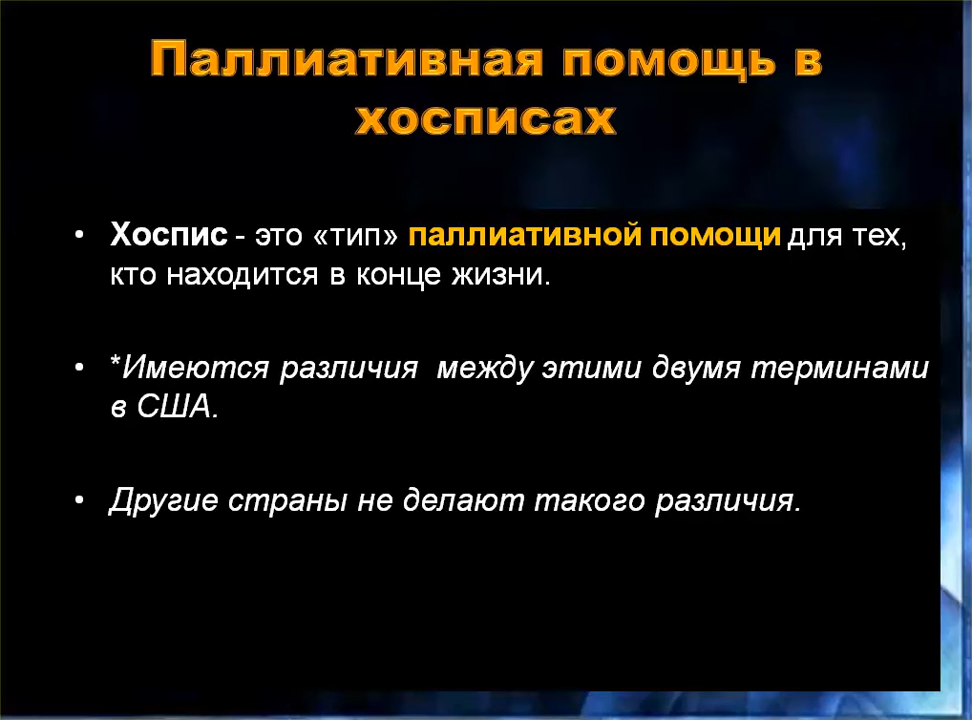 Паллиативная помощь в
хосписах
• Хоспис - это «тип» паллиативной помощи для тех,
кто находится в конце жизни.
• *Имеются различия  между этими двумя терминами
в США.
• Другие страны не делают такого различия.